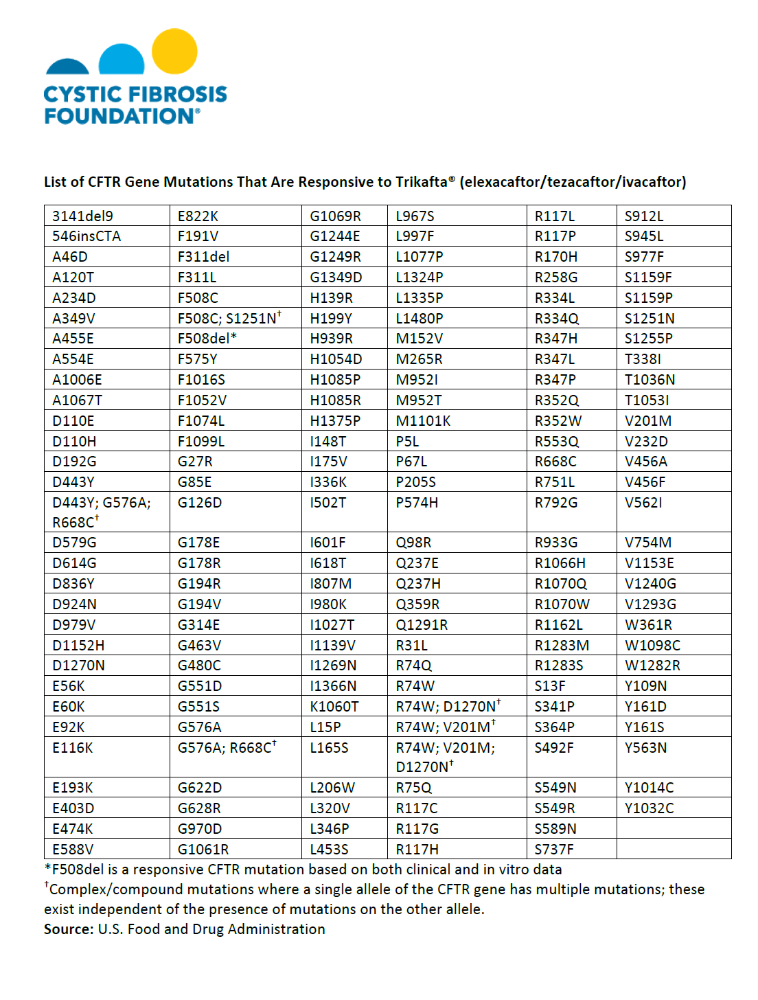 CYSTIC FIBROSIS
FOUNDATION®
List of CFTR Gene Mutations That Are Responsive to Trikafta® (elexacaftor/tezacaftor/ivacaftor)
3141del9 E822K G1069R L967S R117L S912L
546insCTA F191V G1244E L997F R117P S945L
A46D F311del G1249R L1077P R170H S977F
A120T F311L G1349D L1324P R258G S1159F
A234D F508C H139R L1335P R334L S1159P
A349V F508C; S1251N† H199Y L1480P R334Q S1251N
A455E F508del* H939R M152V R347H S1255P
A554E F575Y H1054D M265R R347L T338I
A1006E F1016S H1085P M952I R347P T1036N
A1067T F1052V H1085R M952T R352Q T1053I
D110E F1074L H1375P M1101K R352W V201M
D110H F1099L I148T P5L R553Q V232D
D192G G27R I175V P67L R668C V456A
D443Y G85E I336K P205S R751L V456F
D443Y; G576A; G126D I502T P574H R792G V562I
R668C†
D579G G178E I601F Q98R R933G V754M
D614G G178R I618T Q237E R1066H V1153E
D836Y G194R I807M Q237H R1070Q V1240G
D924N G194V I980K Q359R R1070W V1293G
D979V G314E I1027T Q1291R R1162L W361R
D1152H G463V I1139V R31L R1283M W1098C
D1270N G480C I1269N R74Q R1283S W1282R
E56K G551D I1366N R74W S13F Y109N
E60K G551S K1060T R74W; D1270N† S341P Y161D
E92K G576A L15P R74W; V201M† S364P Y161S
E116K G576A; R668C† L165S R74W; V201M; S492F Y563N
D1270N†
E193K G622D L206W R75Q S549N Y1014C
E403D G628R L320V R117C S549R Y1032C
E474K G970D L346P R117G S589N
E588V G1061R L453S R117H S737F
*F508del is a responsive CFTR mutation based on both clinical and in vitro data
†Complex/compound mutations where a single allele of the CFTR gene has multiple mutations; these
exist independent of the presence of mutations on the other allele.
Source: U.S. Food and Drug Administration